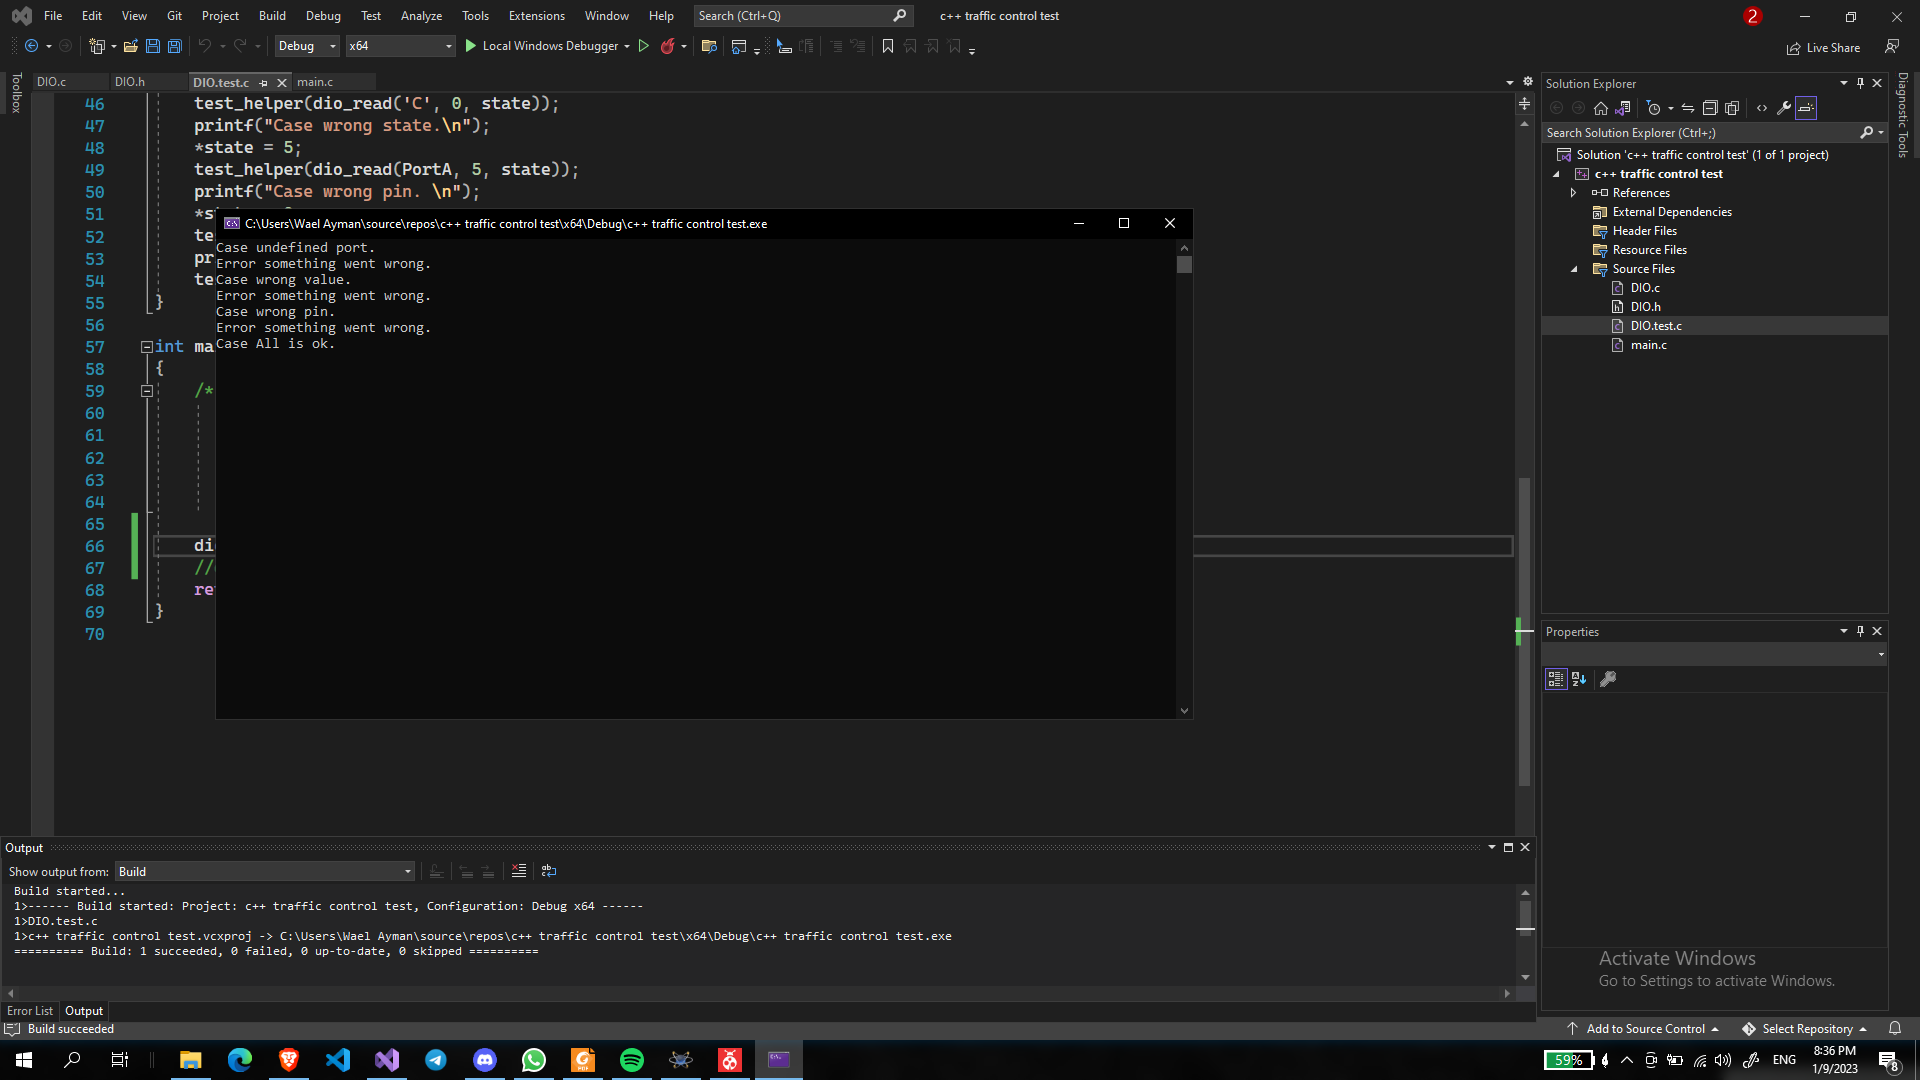 File Edit View Git Project Build Debug Test Analyze Tools Extensions Window Help Search (Ctrl+Q) c++ traffic control test 2
Debug x64 Local Windows Debugger Live Share
Toolbox
DIO.c DIO.h DIO.test.c main.c
46 test_helper(dio_read('C', 0, state));
47 printf("Case wrong state.\n");
48 *state = 5;
49 test_helper(dio_read(PortA, 5, state));
50 printf("Case wrong pin. \n");
51 *s
52 te
53 pr
54 te
55 }
56
57 int ma
58 {
59 /*
60
61
62
63
64
65
66 di
67 //
68 re
69 }
70
C:\Users\Wael Ayman\source\repos\c++ traffic control test\x64\Debug\c++ traffic control test.exe
Case undefined port.
Error something went wrong.
Case wrong value.
Error something went wrong.
Case wrong pin.
Error something went wrong.
Case All is ok.
Solution Explorer
Search Solution Explorer (Ctrl+;)
Solution 'c++ traffic control test' (1 of 1 project)
c++ traffic control test
References
External Dependencies
Header Files
Resource Files
Source Files
DIO.c
DIO.h
DIO.test.c
main.c
Diagnostic Tools
Properties
Output
Show output from: Build
Build started...
1>------ Build started: Project: c++ traffic control test, Configuration: Debug x64 ------
1>DIO.test.c
1>c++ traffic control test.vcxproj -> C:\Users\Wael Ayman\source\repos\c++ traffic control test\x64\Debug\c++ traffic control test.exe
========== Build: 1 succeeded, 0 failed, 0 up-to-date, 0 skipped ==========
Activate Windows
Go to Settings to activate Windows.
Error List Output
Build succeeded Add to Source Control Select Repository
59% ENG 8:36 PM
1/9/2023 8